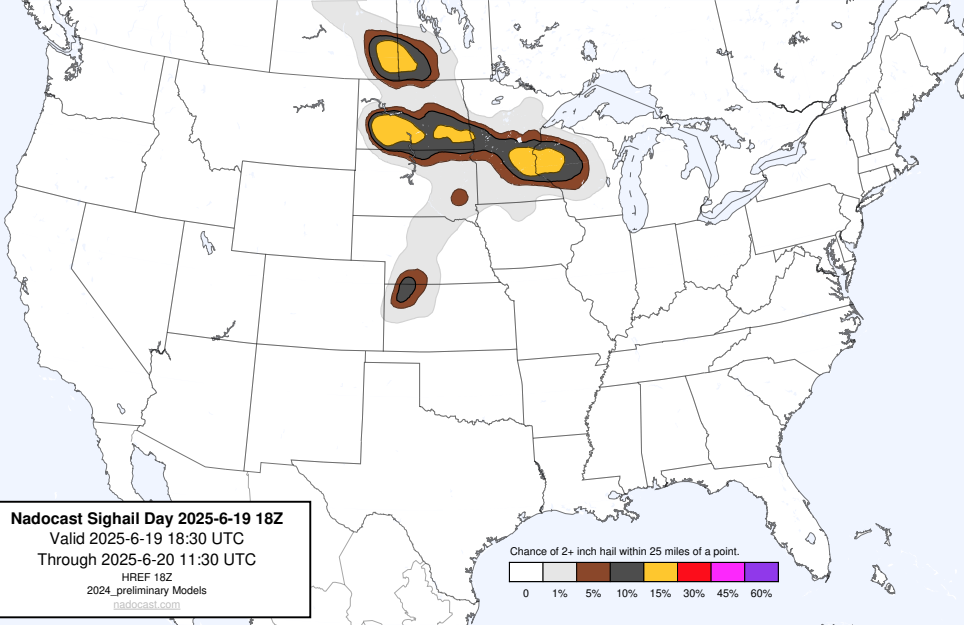 Nadocast Sighail Day 2025-6-19 18Z
Valid 2025-6-19 18:30 UTC
Through 2025-6-20 11:30 UTC
HREF 18Z
2024_preliminary Models
nadocast.com
Chance of 2+ inch hail within 25 miles of a point.
0 1% 5% 10% 15% 30% 45% 60%